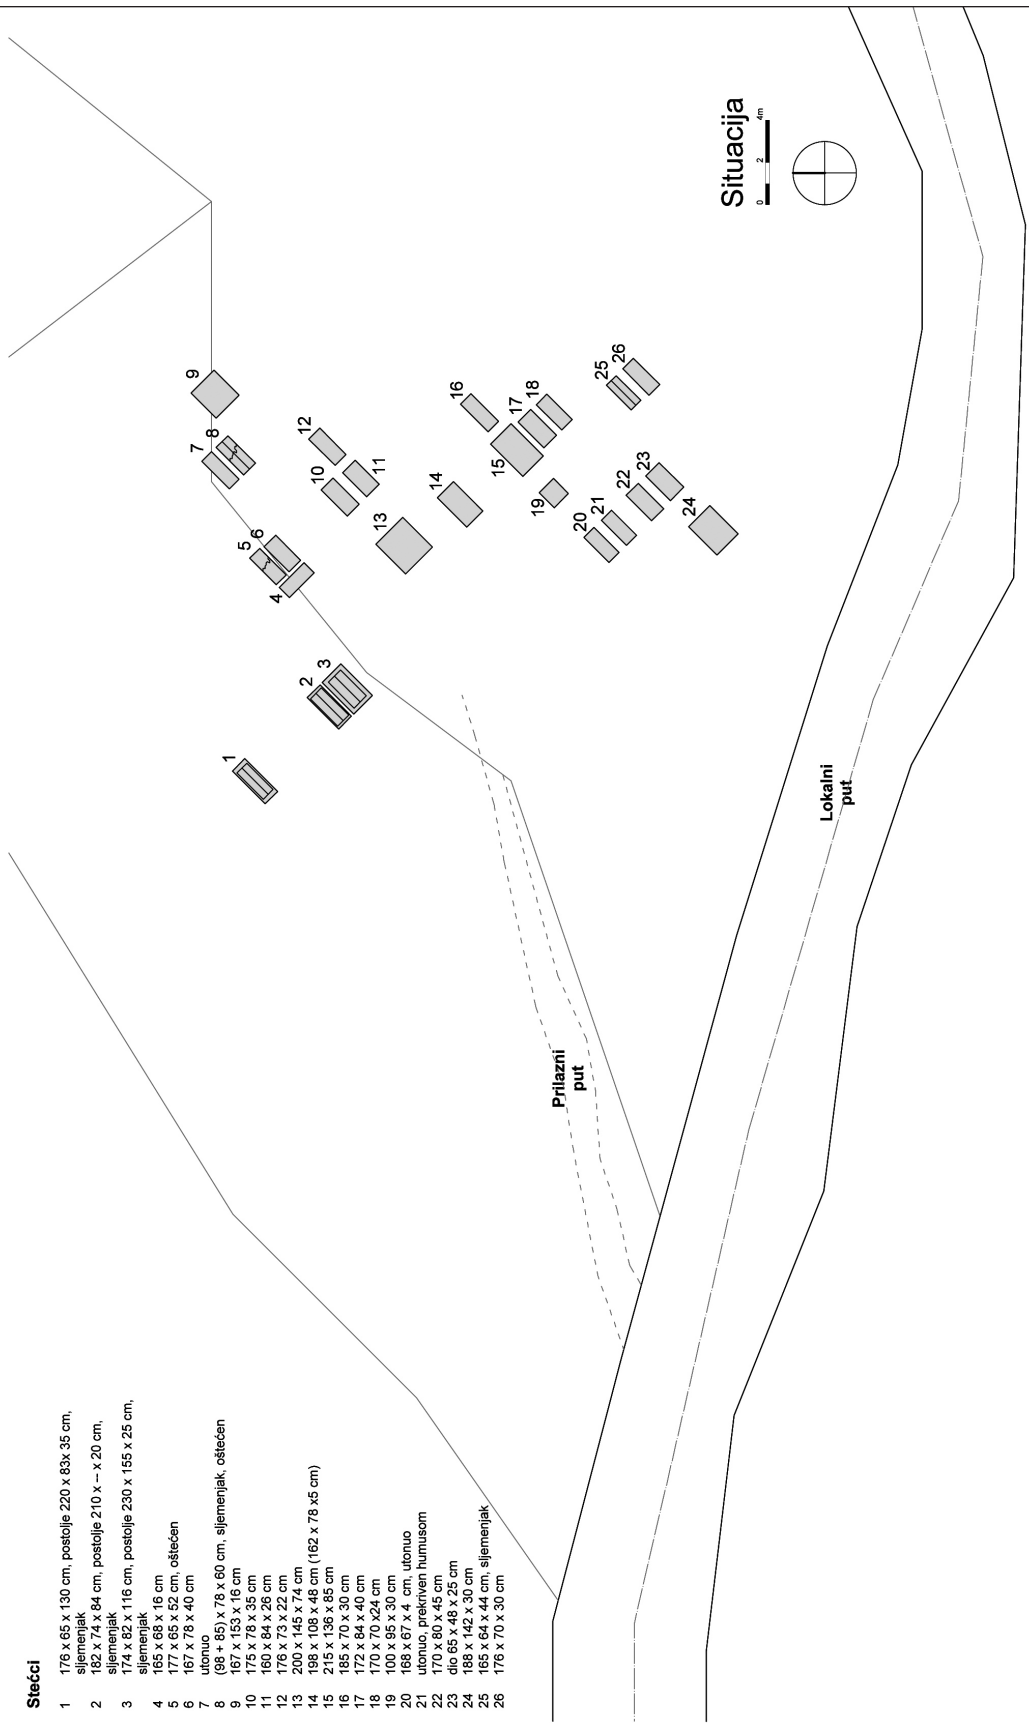 Stećci
1 176 x 65 x 130 cm, postolje 220 x 83x 35 cm,
sljemenjak
2 182 x 74 x 84 cm, postolje 210 x -- x 20 cm,
sljemenjak
3 174 x 82 x 116 cm, postolje 230 x 155 x 25 cm,
sljemenjak
4 165 x 68 x 16 cm
5 177 x 65 x 52 cm, oštećen
6 167 x 78 x 40 cm
7 utonuo
8 (98 + 85) x 78 x 60 cm, sljemenjak, oštećen
9 167 x 153 x 16 cm
10 175 x 78 x 35 cm
11 160 x 84 x 26 cm
12 176 x 73 x 22 cm
13 200 x 145 x 74 cm
14 198 x 108 x 48 cm (162 x 78 x5 cm)
15 215 x 136 x 85 cm
16 185 x 70 x 30 cm
17 172 x 84 x 40 cm
18 170 x 70 x24 cm
19 100 x 95 x 30 cm
20 168 x 67 x 4 cm, utonuo
21 utonuo, prekriven humusom
22 170 x 80 x 45 cm
23 dio 65 x 48 x 25 cm
24 188 x 142 x 30 cm
25 165 x 64 x 44 cm, sljemenjak
26 176 x 70 x 30 cm
Prilazni
put
Lokalni
put
1
2
3
4
5
6
7
8
9
10
11
12
13
14
15
16
17
18
19
20
21
22
23
24
25
26
Situacija
0 2 4m